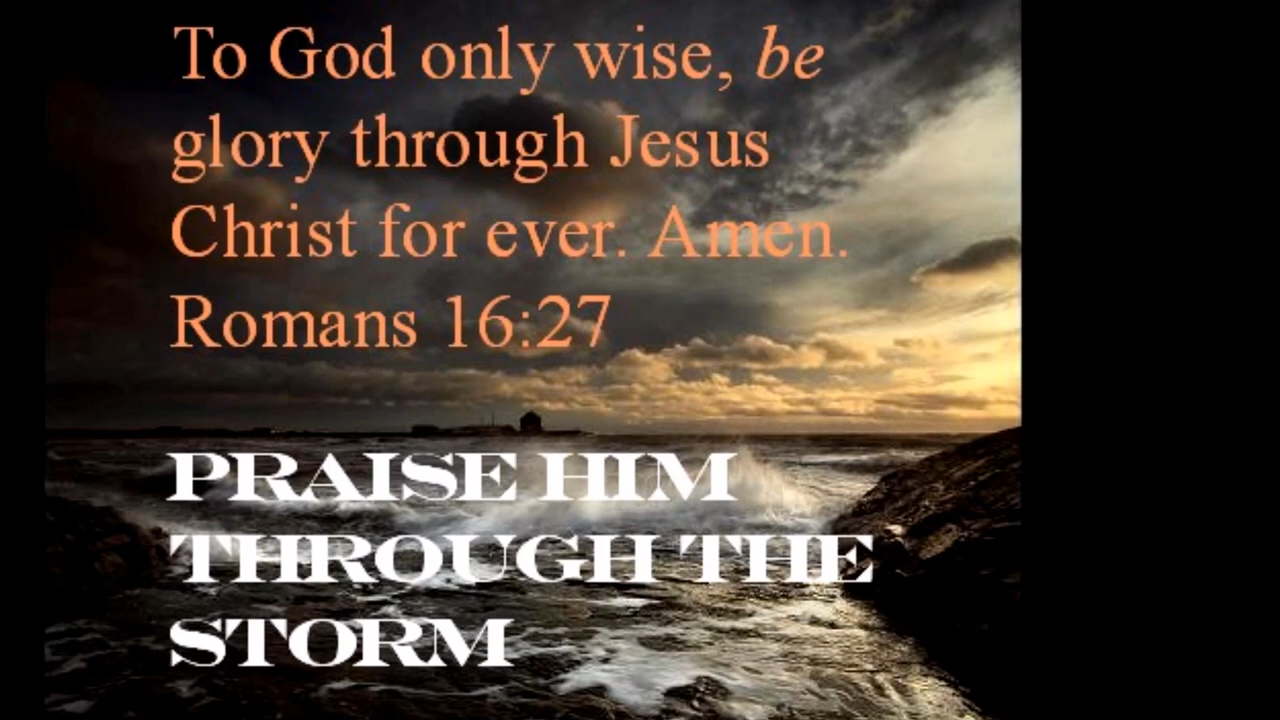 To God only wise, be
glory through Jesus
Christ for ever. Amen.
Romans 16:27
PRAISE HIM
THROUGH THE
STORM